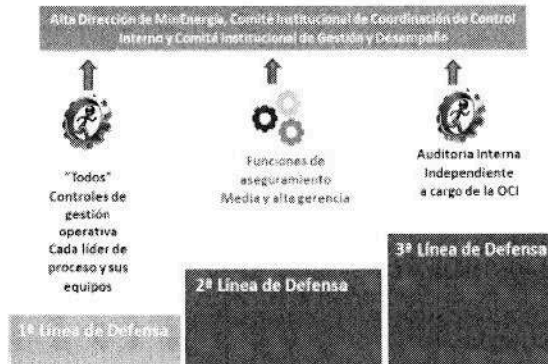 Alta Dirección de MinEnergía, Comité Institucional de Coordinación de Control
Interno y Comité Institucional de Gestión y Desempeño
"Todos"
Controles de
gestión
operativa
Cada líder de
proceso y sus
equipos
Funciones de
aseguramiento
Media y alta gerencia
Auditoria Interna
Independiente
a cargo de la OCI
1ª Línea de Defensa
2ª Línea de Defensa
3ª Línea de Defensa